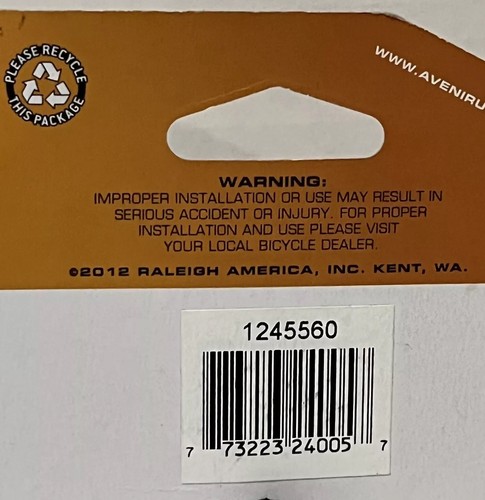 PLEASE RECYCLE
THIS PACKAGE
WWW.AVENIRU
WARNING:
IMPROPER INSTALLATION OR USE MAY RESULT IN
SERIOUS ACCIDENT OR INJURY. FOR PROPER
INSTALLATION AND USE PLEASE VISIT
YOUR LOCAL BICYCLE DEALER.
©2012 RALEIGH AMERICA, INC. KENT, WA.
1245560
7 73223 24005 7